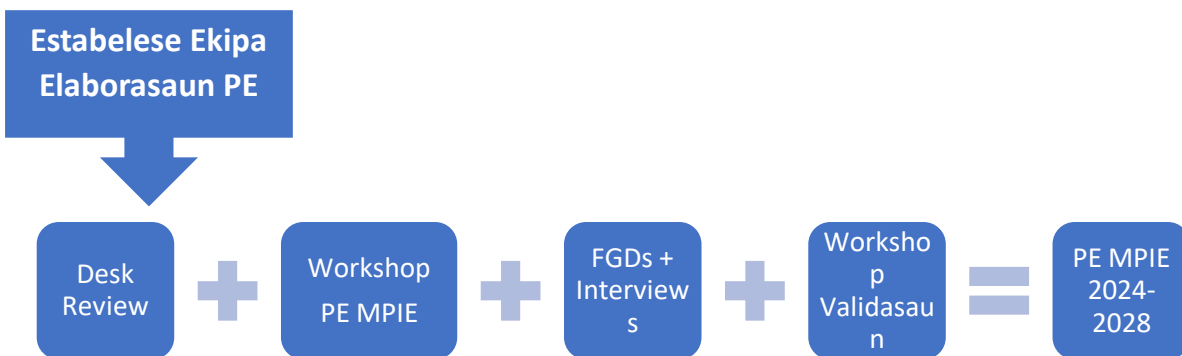 Estabelese Ekipa
Elaborasaun PE
Desk
Review
Workshop
PE MPIE
FGDs +
Interview
s
Worksho
p
Validasau
n
PE MPIE
2024-
2028